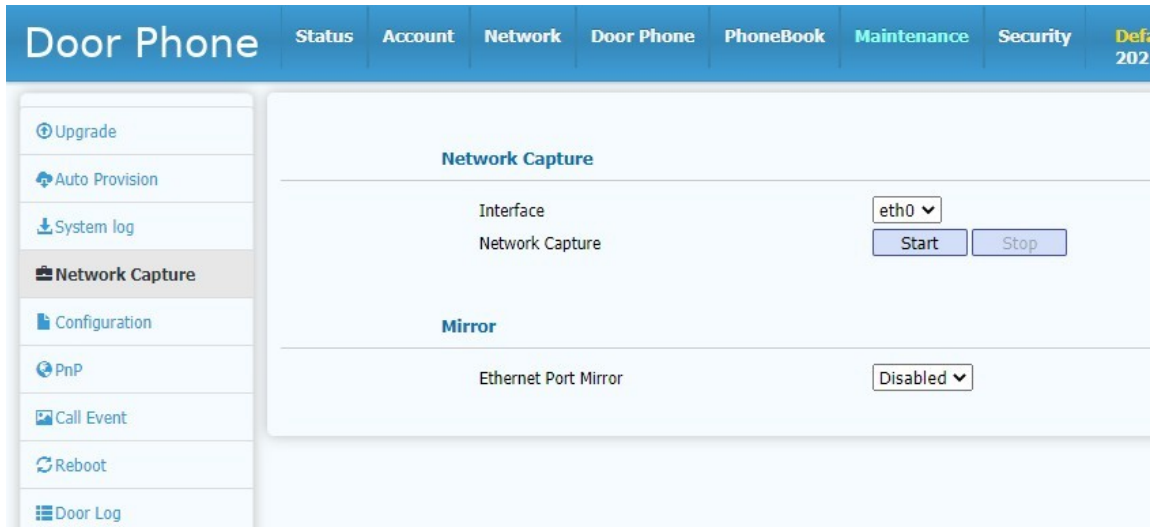 Door Phone
Status Account Network Door Phone PhoneBook Maintenance Security
Upgrade
Auto Provision
System log
Network Capture
Configuration
PnP
Call Event
Reboot
Door Log
Network Capture
Interface eth0
Network Capture Start Stop
Mirror
Ethernet Port Mirror Disabled